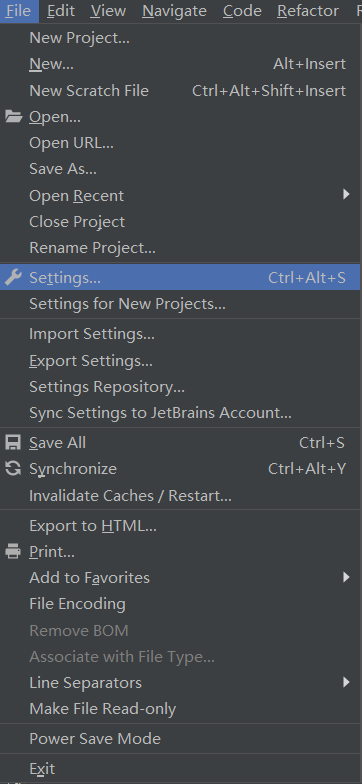 File Edit View Navigate Code Refactor
New Project...
New... Alt+Insert
New Scratch File Ctrl+Alt+Shift+Insert
Open...
Open URL...
Save As...
Open Recent
Close Project
Rename Project...
Settings... Ctrl+Alt+S
Settings for New Projects...
Import Settings...
Export Settings...
Settings Repository...
Sync Settings to JetBrains Account...
Save All Ctrl+S
Synchronize Ctrl+Alt+Y
Invalidate Caches / Restart...
Export to HTML...
Print...
Add to Favorites
File Encoding
Remove BOM
Associate with File Type...
Line Separators
Make File Read-only
Power Save Mode
Exit